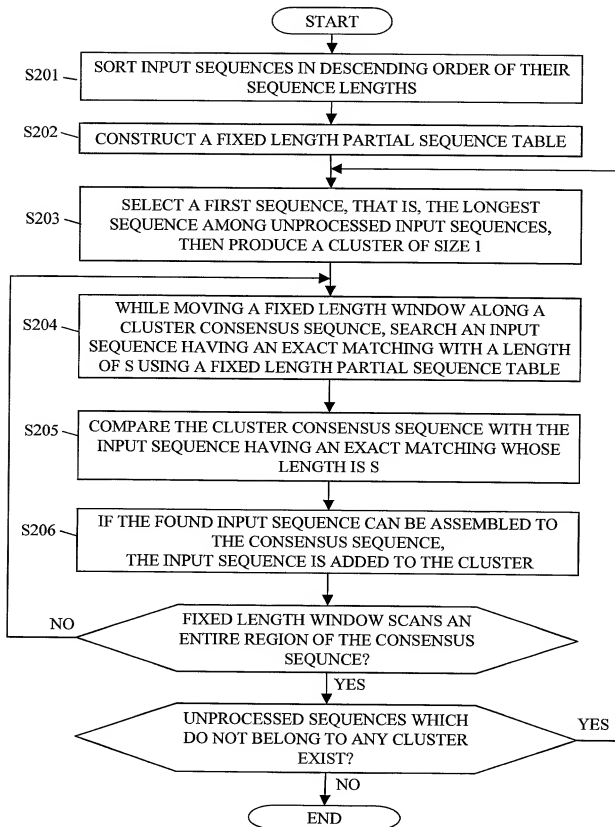 START
S201
SORT INPUT SEQUENCES IN DESCENDING ORDER OF THEIR
SEQUENCE LENGTHS
S202
CONSTRUCT A FIXED LENGTH PARTIAL SEQUENCE TABLE
S203
SELECT A FIRST SEQUENCE, THAT IS, THE LONGEST
SEQUENCE AMONG UNPROCESSED INPUT SEQUENCES,
THEN PRODUCE A CLUSTER OF SIZE 1
S204
WHILE MOVING A FIXED LENGTH WINDOW ALONG A
CLUSTER CONSENSUS SEQUNCE, SEARCH AN INPUT
SEQUENCE HAVING AN EXACT MATCHING WITH A LENGTH
OF S USING A FIXED LENGTH PARTIAL SEQUENCE TABLE
S205
COMPARE THE CLUSTER CONSENSUS SEQUENCE WITH THE
INPUT SEQUENCE HAVING AN EXACT MATCHING WHOSE
LENGTH IS S
S206
IF THE FOUND INPUT SEQUENCE CAN BE ASSEMBLED TO
THE CONSENSUS SEQUENCE,
THE INPUT SEQUENCE IS ADDED TO THE CLUSTER
NO
FIXED LENGTH WINDOW SCANS AN
ENTIRE REGION OF THE CONSENSUS
SEQUNCE?
YES
UNPROCESSED SEQUENCES WHICH
DO NOT BELONG TO ANY CLUSTER
EXIST?
YES
NO
END